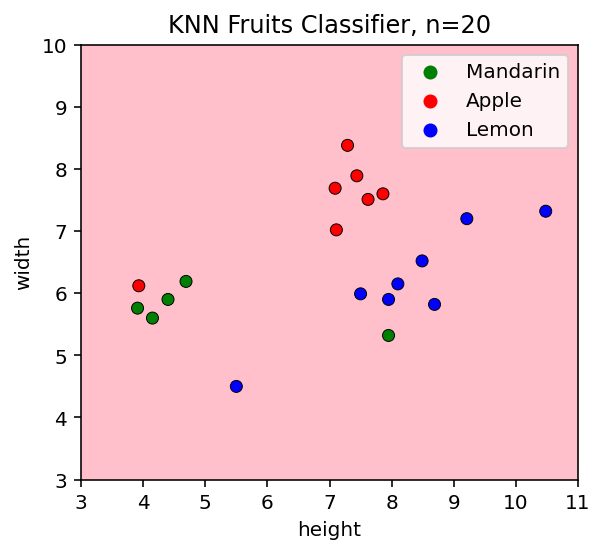 KNN Fruits Classifier, n=20
10
9
8
7
6
5
4
3
width
Mandarin
Apple
Lemon
3 4 5 6 7 8 9 10 11
height